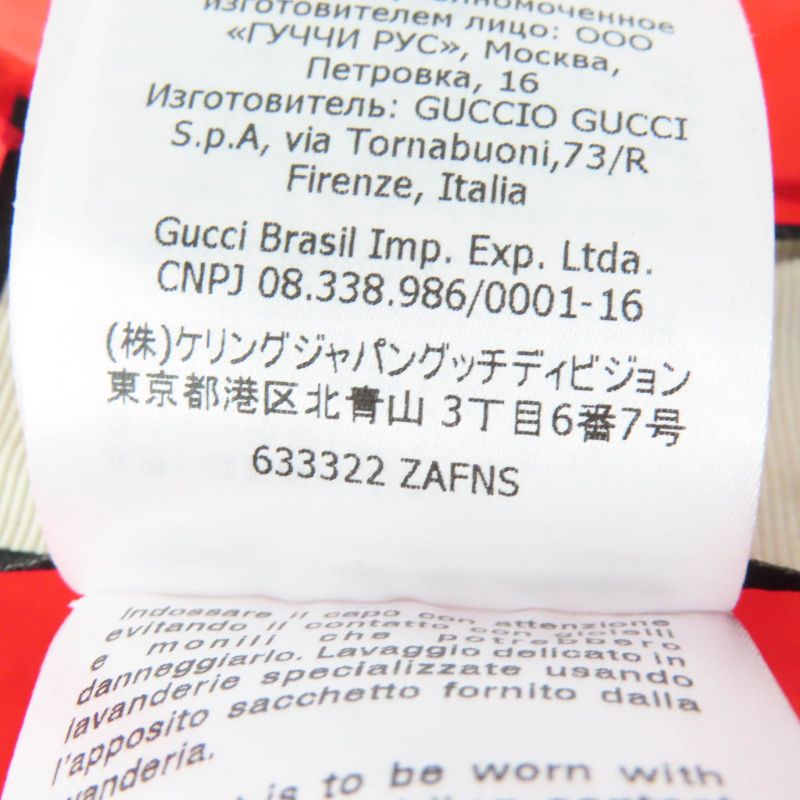 изготовителем лицо: ООО
«ГУЧЧИ РУС», Москва,
Петровка, 16
Изготовитель: GUCCIO GUCCI
S.p.A, via Tornabuoni,73/R
Firenze, Italia
Gucci Brasil Imp. Exp. Ltda.
CNPJ 08.338.986/0001-16
(株)ケリングジャパングッチディビジョン
東京都港区北青山 3丁目6番7号
633322 ZAFNS
Indossare il capo con attenzione
evitando il contatto con gioielli
e monili che potrebbero
danneggiarlo. Lavaggio delicato in
lavanderie specializzate usando
l'apposito sacchetto fornito dalla
lavanderia.
is to be worn with